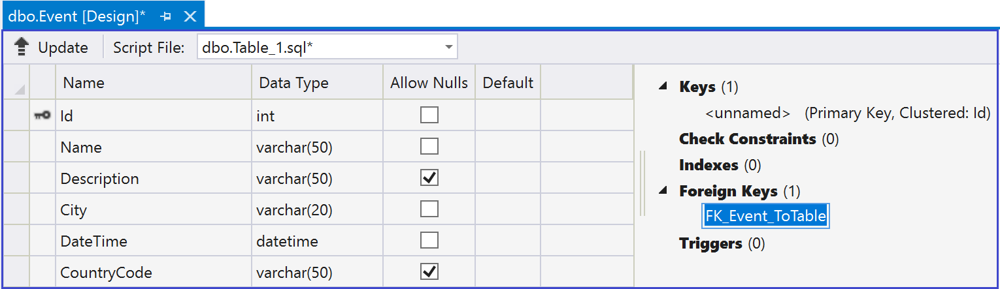 dbo.Event [Design]*
Update Script File: dbo.Table_1.sql*
Name Data Type Allow Nulls Default
Id int
Name varchar(50)
Description varchar(50)
City varchar(20)
DateTime datetime
CountryCode varchar(50)
Keys (1)
<unnamed> (Primary Key, Clustered: Id)
Check Constraints (0)
Indexes (0)
Foreign Keys (1)
FK_Event_ToTable
Triggers (0)